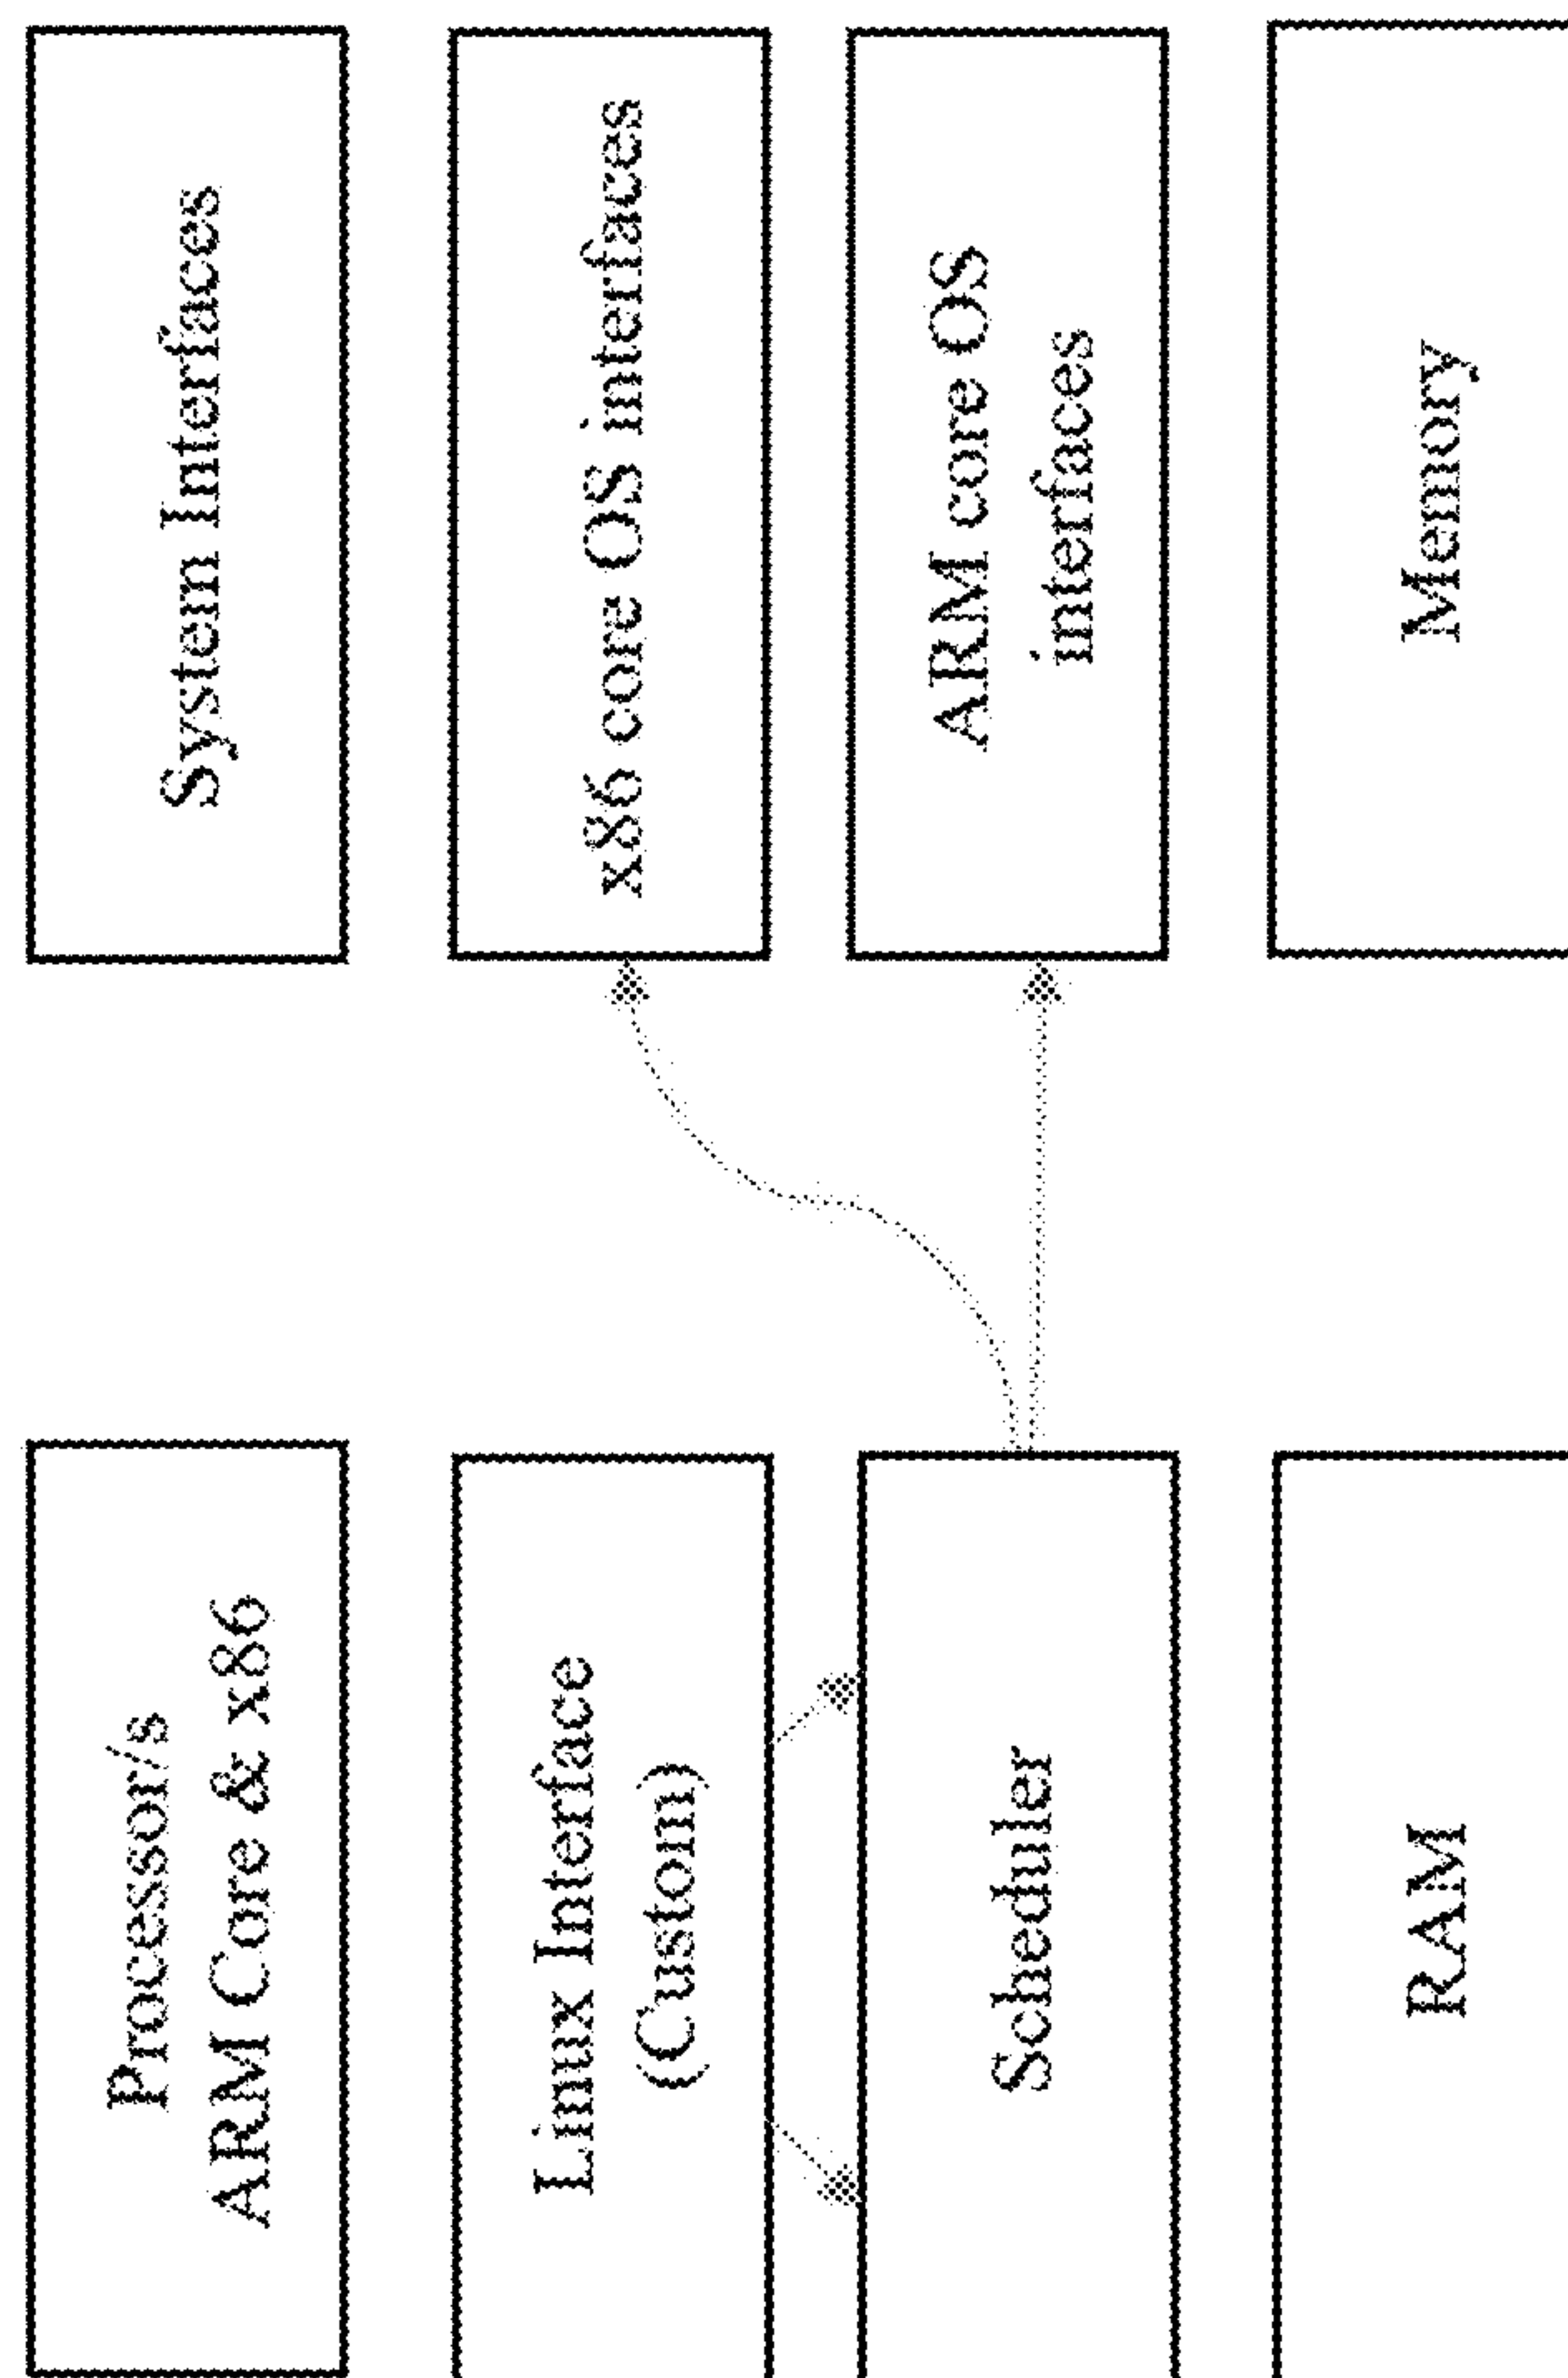 Processor/s
ARM Core & x86
System Interfaces
Linux Interface
(Custom)
x86 core OS interfaces
Scheduler
ARM core OS
interfaces
RAM
Memory